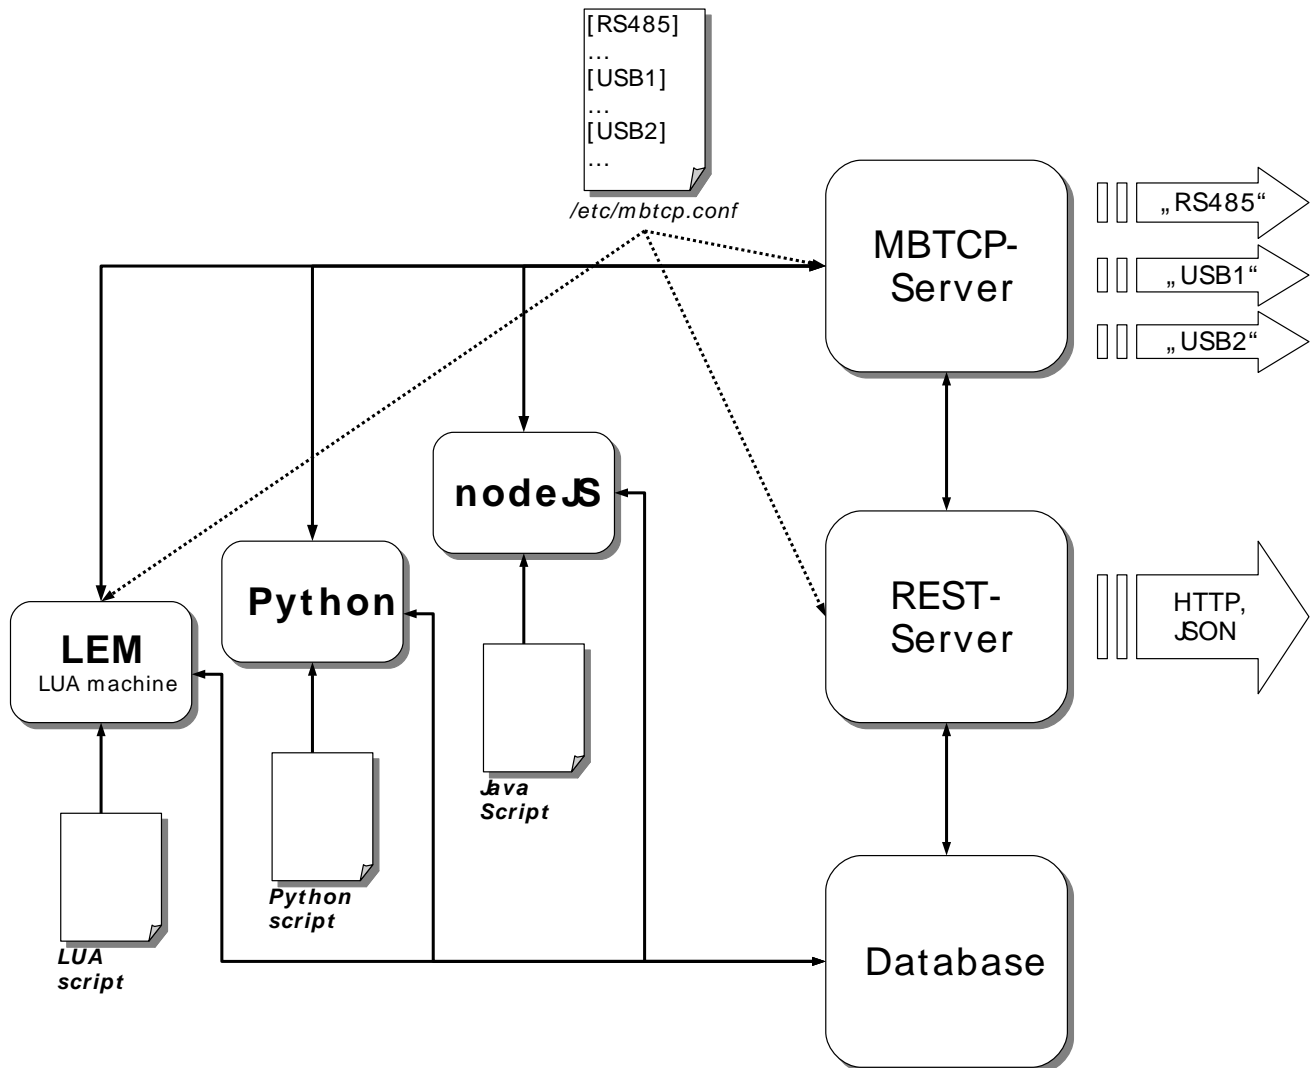 [RS485]
...
[USB1]
...
[USB2]
...
/etc/mbtcp.conf
MBTCP-
Server
„RS485“
„USB1“
„USB2“
nodeJS
Python
LEM
LUA machine
REST-
Server
HTTP,
JSON
Java
Script
Python
script
LUA
script
Database